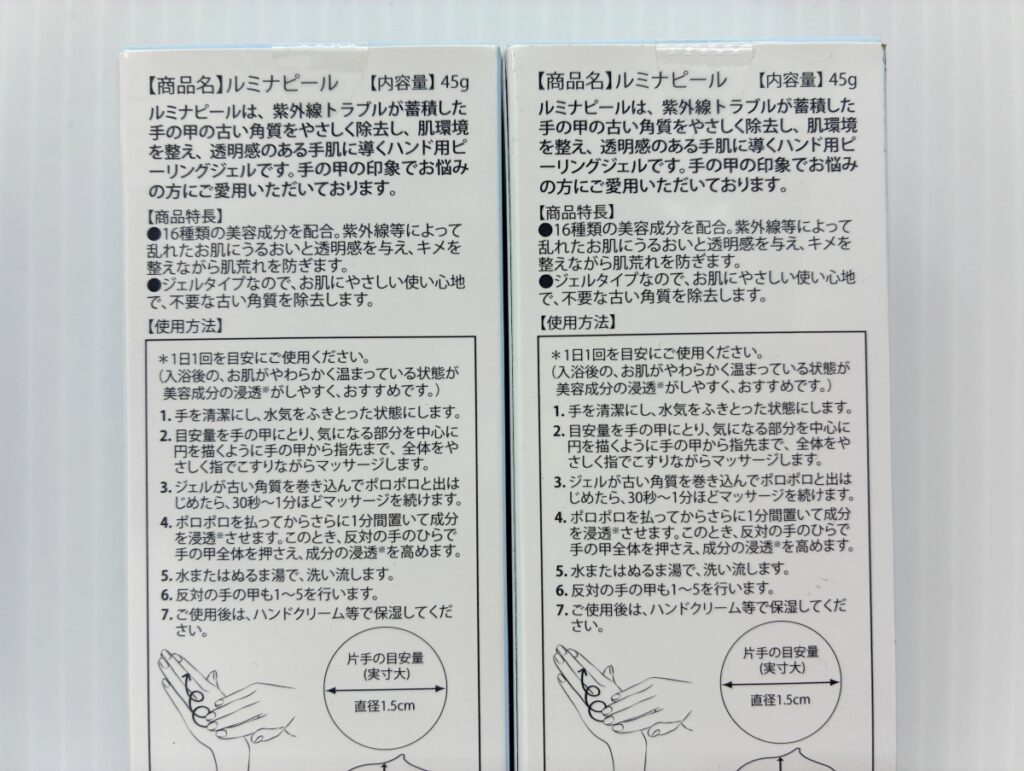 【商品名】ルミナピール 【内容量】45g
ルミナピールは、紫外線トラブルが蓄積した
手の甲の古い角質をやさしく除去し、肌環境
を整え、透明感のある手肌に導くハンド用ピ
ーリングジェルです。手の甲の印象でお悩み
の方にご愛用いただいております。
【商品特長】
●16種類の美容成分を配合。紫外線等によって
乱れたお肌にうるおいと透明感を与え、キメを
整えながら肌荒れを防ぎます。
●ジェルタイプなので、お肌にやさしい使い心地
で、不要な古い角質を除去します。
【使用方法】
＊1日1回を目安にご使用ください。
（入浴後の、お肌がやわらかく温まっている状態が
美容成分の浸透※がしやすく、おすすめです。）
1. 手を清潔にし、水気をふきとった状態にします。
2. 目安量を手の甲にとり、気になる部分を中心に
円を描くように手の甲から指先まで、全体をや
さしく指でこすりながらマッサージします。
3. ジェルが古い角質を巻き込んでポロポロと出は
じめたら、30秒～1分ほどマッサージを続けます。
4. ポロポロを払ってからさらに1分間置いて成分
を浸透※させます。このとき、反対の手のひらで
手の甲全体を押さえ、成分の浸透※を高めます。
5. 水またはぬるま湯で、洗い流します。
6. 反対の手の甲も1～5を行います。
7. ご使用後は、ハンドクリーム等で保湿してくだ
さい。
片手の目安量
(実寸大)
直径1.5cm
【商品名】ルミナピール 【内容量】45g
ルミナピールは、紫外線トラブルが蓄積した
手の甲の古い角質をやさしく除去し、肌環境
を整え、透明感のある手肌に導くハンド用ピ
ーリングジェルです。手の甲の印象でお悩み
の方にご愛用いただいております。
【商品特長】
●16種類の美容成分を配合。紫外線等によって
乱れたお肌にうるおいと透明感を与え、キメを
整えながら肌荒れを防ぎます。
●ジェルタイプなので、お肌にやさしい使い心地
で、不要な古い角質を除去します。
【使用方法】
＊1日1回を目安にご使用ください。
（入浴後の、お肌がやわらかく温まっている状態が
美容成分の浸透※がしやすく、おすすめです。）
1. 手を清潔にし、水気をふきとった状態にします。
2. 目安量を手の甲にとり、気になる部分を中心に
円を描くように手の甲から指先まで、全体をや
さしく指でこすりながらマッサージします。
3. ジェルが古い角質を巻き込んでポロポロと出は
じめたら、30秒～1分ほどマッサージを続けます。
4. ポロポロを払ってからさらに1分間置いて成分
を浸透※させます。このとき、反対の手のひらで
手の甲全体を押さえ、成分の浸透※を高めます。
5. 水またはぬるま湯で、洗い流します。
6. 反対の手の甲も1～5を行います。
7. ご使用後は、ハンドクリーム等で保湿してくだ
さい。
片手の目安量
(実寸大)
直径1.5cm